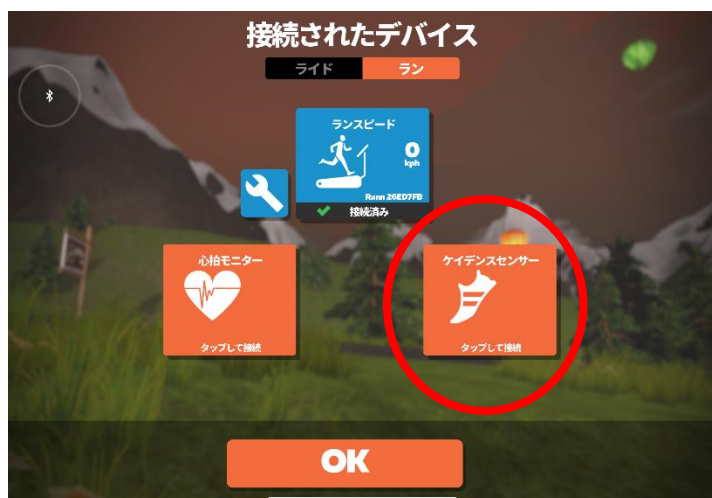 接続されたデバイス
ライド ラン
ランスピード
0
kph
Runn 26ED7FB
接続済み
心拍モニター
タップして接続
ケイデンスセンサー
タップして接続
OK